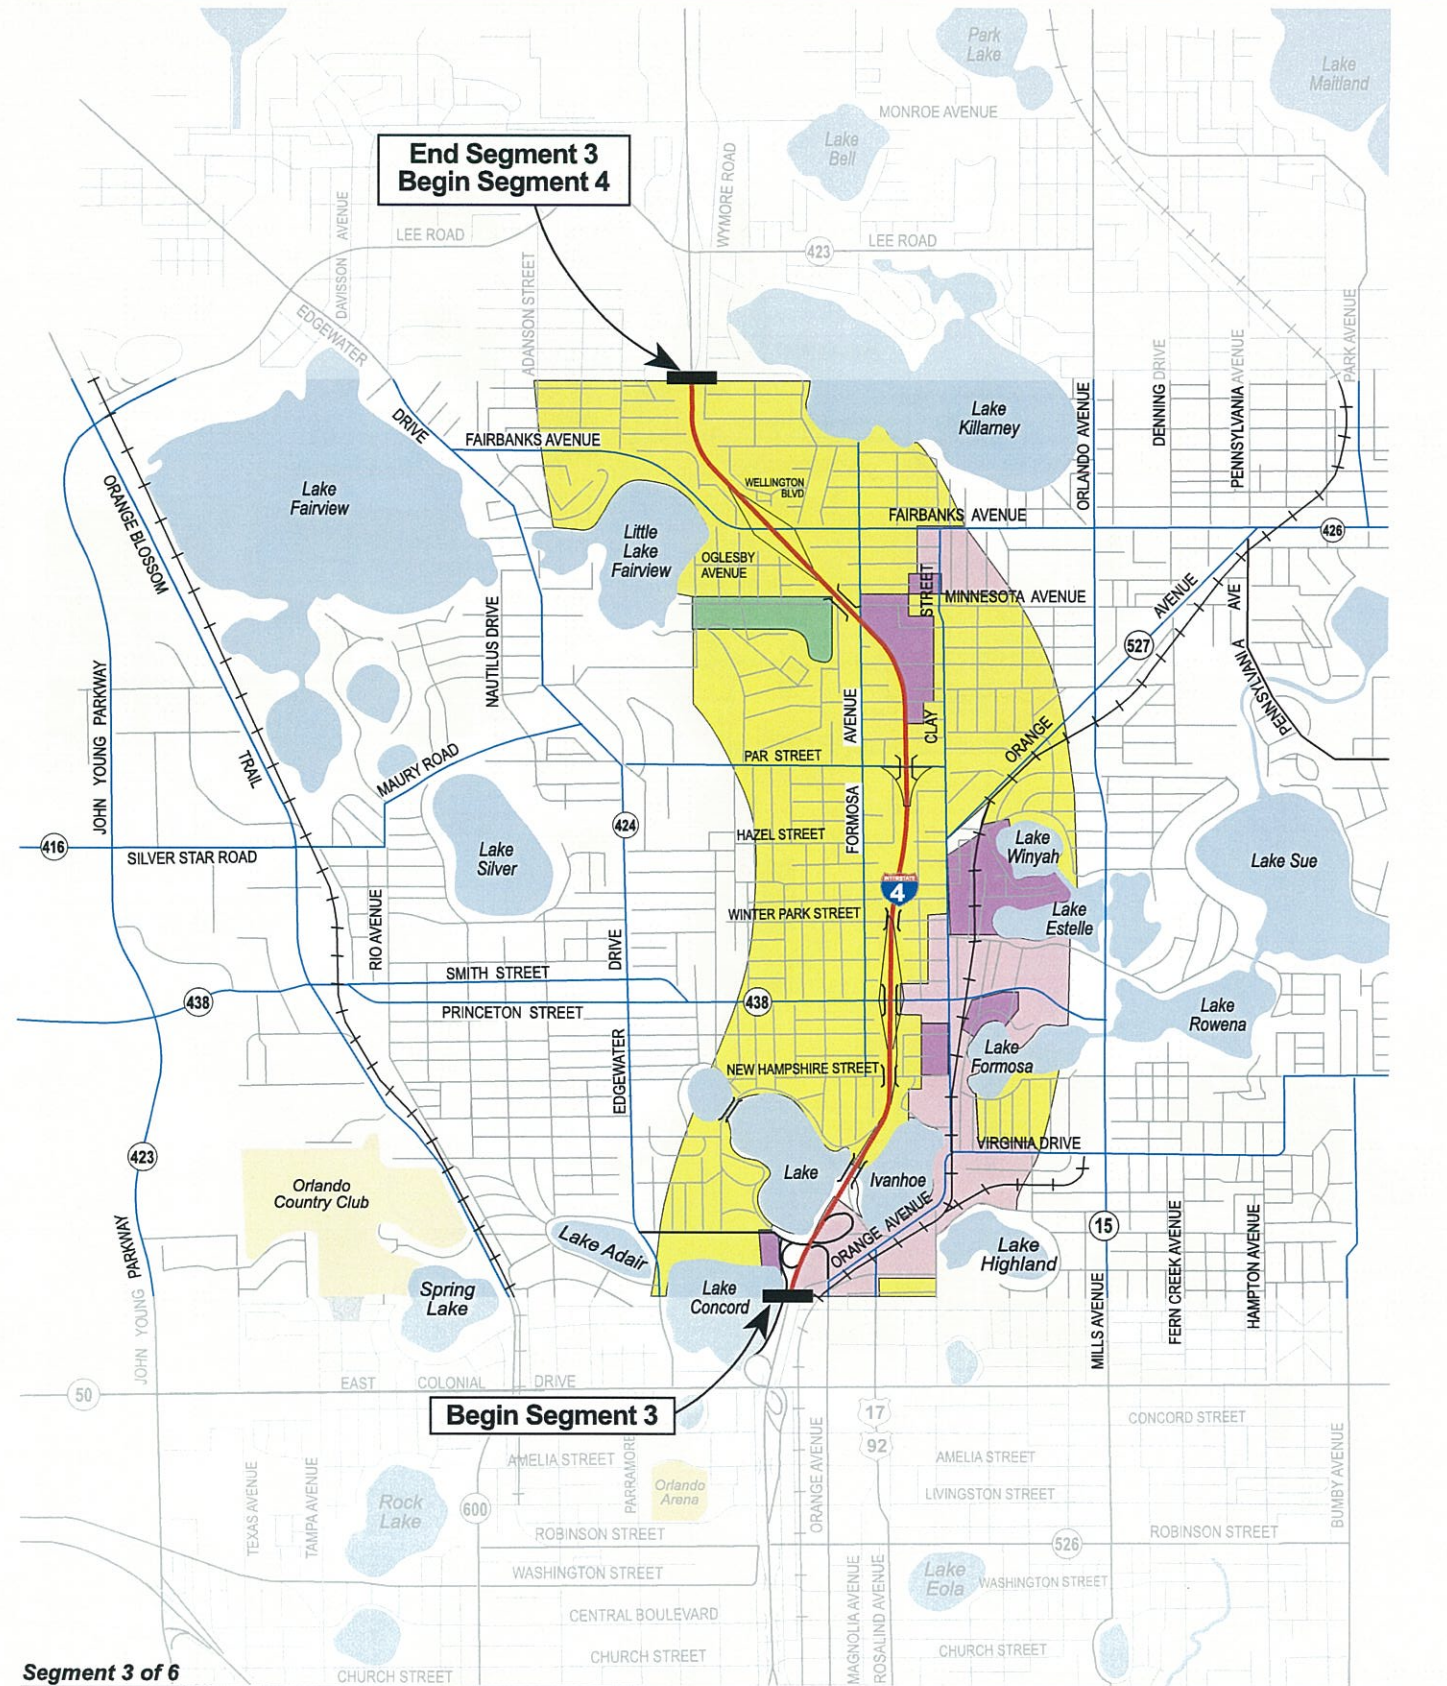 Park
Lake
Lake
Maitland
MONROE AVENUE
Lake
Bell
End Segment 3
Begin Segment 4
WYMORE ROAD
DAVISSON AVENUE
LEE ROAD
423
LEE ROAD
ADANSON STREET
EDGEWATER
DRIVE
PARK AVENUE
DENNING DRIVE
PENNSYLVANIA AVENUE
ORLANDO AVENUE
Lake
Killarney
FAIRBANKS AVENUE
ORANGE BLOSSOM
TRAIL
Lake
Fairview
WELLINGTON
BLVD
FAIRBANKS AVENUE
426
Little
Lake
Fairview
OGLESBY
AVENUE
STREET
CLAY
MINNESOTA AVENUE
AVENUE
ORANGE
527
PENNSYLVANIA
AVE
NAUTILUS DRIVE
JOHN YOUNG PARKWAY
AVENUE
FORMOSA
PAR STREET
MAURY ROAD
424
HAZEL STREET
Lake
Winyah
416
SILVER STAR ROAD
Lake
Silver
Lake Sue
4
RIO AVENUE
WINTER PARK STREET
Lake
Estelle
DRIVE
EDGEWATER
SMITH STREET
438
438
PRINCETON STREET
Lake
Rowena
NEW HAMPSHIRE STREET
Lake
Formosa
VIRGINIA DRIVE
423
Orlando
Country Club
Lake
Ivanhoe
ORANGE AVENUE
15
PARKWAY
JOHN YOUNG
Lake Adair
Lake
Highland
FERN CREEK AVENUE
HAMPTON AVENUE
MILLS AVENUE
Spring
Lake
Lake
Concord
EAST COLONIAL DRIVE
50
Begin Segment 3
17
92
CONCORD STREET
ORANGE AVENUE
BUMBY AVENUE
AMELIA STREET
AMELIA STREET
PARRAMORE
TEXAS AVENUE
TAMPA AVENUE
Orlando
Arena
LIVINGSTON STREET
Rock
Lake
600
ROBINSON STREET
ROBINSON STREET
526
WASHINGTON STREET
Lake
Eola
WASHINGTON STREET
MAGNOLIA AVENUE
ROSALIND AVENUE
CENTRAL BOULEVARD
CHURCH STREET
CHURCH STREET
CHURCH STREET
Segment 3 of 6